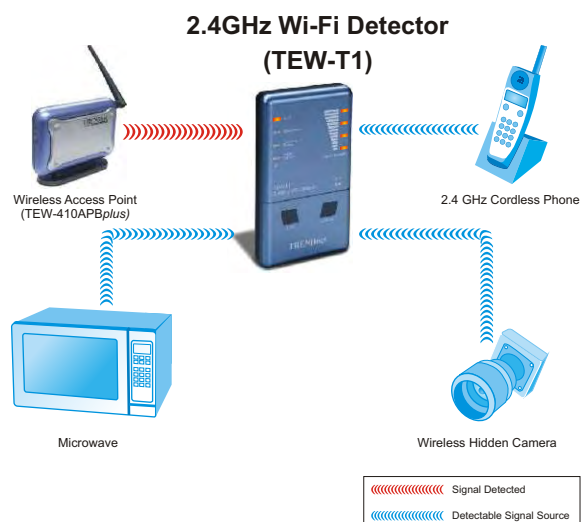 2.4GHz Wi-Fi Detector
(TEW-T1)
Wireless Access Point
(TEW-410APBplus)
2.4 GHz Cordless Phone
TRENDnet
Microwave
Wireless Hidden Camera
Signal Detected
Detectable Signal Source